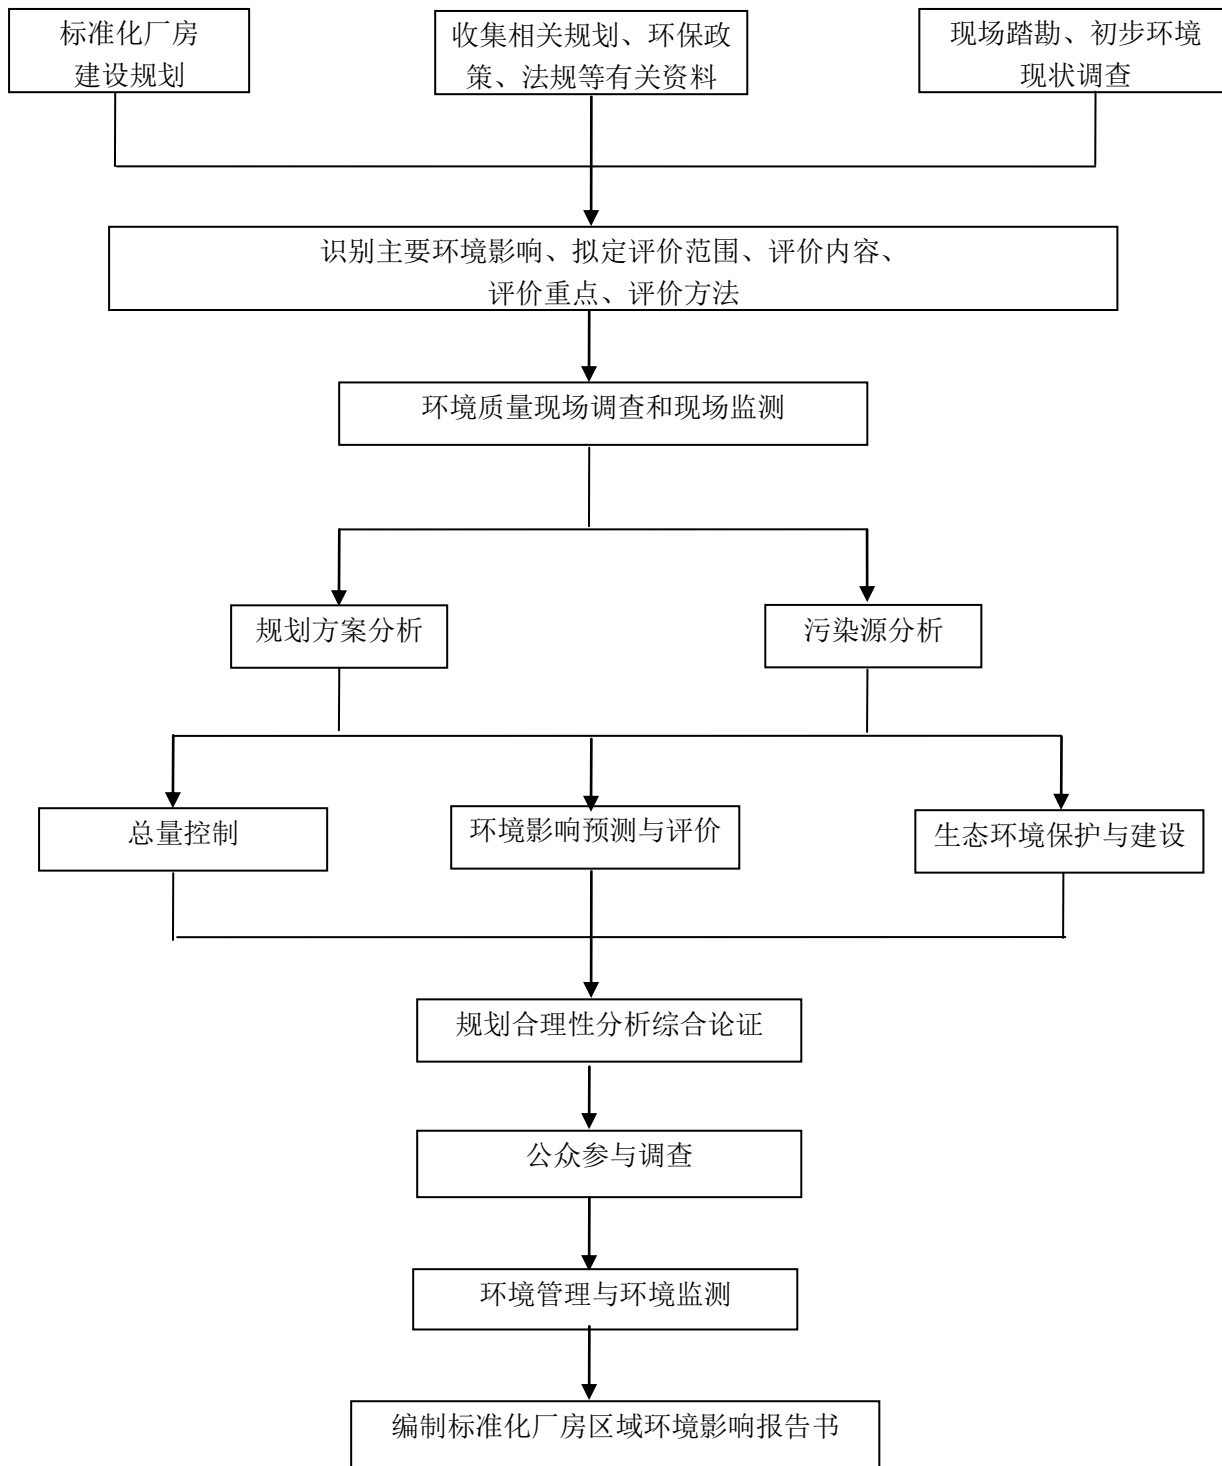 标准化厂房
建设规划
收集相关规划、环保政
策、法规等有关资料
现场踏勘、初步环境
现状调查
识别主要环境影响、拟定评价范围、评价内容、
评价重点、评价方法
环境质量现场调查和现场监测
规划方案分析
污染源分析
总量控制
环境影响预测与评价
生态环境保护与建设
规划合理性分析综合论证
公众参与调查
环境管理与环境监测
编制标准化厂房区域环境影响报告书